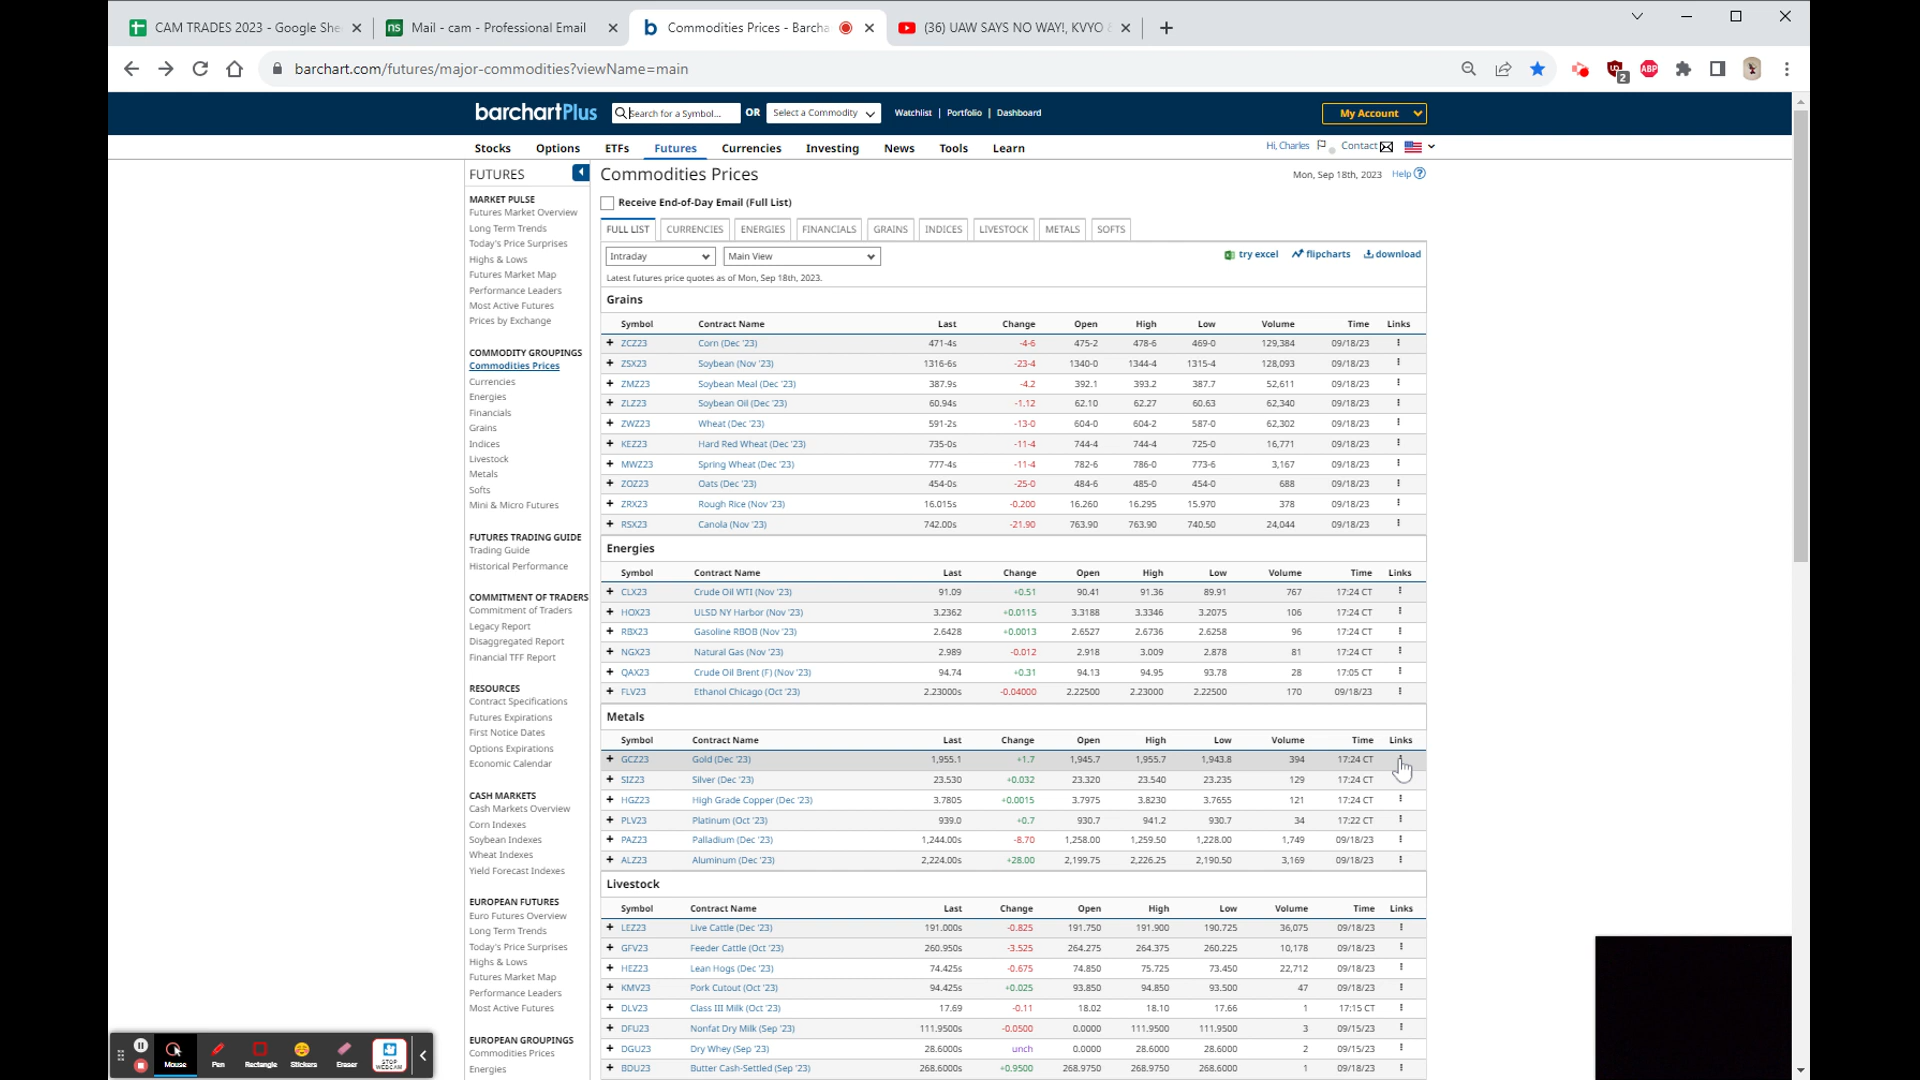 CAM TRADES 2023 - Google She
ns Mail - cam - Professional Email
b Commodities Prices - Barcha
(36) UAW SAYS NO WAY!, KVYO &
barchart.com/futures/major-commodities?viewName=main
2
ABP
barchartPlus Search for a Symbol... OR Select a Commodity Watchlist | Portfolio | Dashboard My Account
Stocks Options ETFs Futures Currencies Investing News Tools Learn Hi, Charles Contact
FUTURES
MARKET PULSE
Futures Market Overview
Long Term Trends
Today's Price Surprises
Highs & Lows
Futures Market Map
Performance Leaders
Most Active Futures
Prices by Exchange
COMMODITY GROUPINGS
Commodities Prices
Currencies
Energies
Financials
Grains
Indices
Livestock
Metals
Softs
Mini & Micro Futures
FUTURES TRADING GUIDE
Trading Guide
Historical Performance
COMMITMENT OF TRADERS
Commitment of Traders
Legacy Report
Disaggregated Report
Financial TFF Report
RESOURCES
Contract Specifications
Futures Expirations
First Notice Dates
Options Expirations
Economic Calendar
CASH MARKETS
Cash Markets Overview
Corn Indexes
Soybean Indexes
Wheat Indexes
Yield Forecast Indexes
EUROPEAN FUTURES
Euro Futures Overview
Long Term Trends
Today's Price Surprises
Highs & Lows
Futures Market Map
Performance Leaders
Most Active Futures
EUROPEAN GROUPINGS
Commodities Prices
Energies
Commodities Prices Mon, Sep 18th, 2023 Help
Receive End-of-Day Email (Full List)
FULL LIST CURRENCIES ENERGIES FINANCIALS GRAINS INDICES LIVESTOCK METALS SOFTS
Intraday Main View try excel flipcharts download
Latest futures price quotes as of Mon, Sep 18th, 2023.
Grains
Symbol Contract Name Last Change Open High Low Volume Time Links
+ ZCZ23 Corn (Dec '23) 471-4s -4-6 475-2 478-6 469-0 129,384 09/18/23
+ ZSX23 Soybean (Nov '23) 1316-6s -23-4 1340-0 1344-4 1315-4 128,093 09/18/23
+ ZMZ23 Soybean Meal (Dec '23) 387.9s -4.2 392.1 393.2 387.7 52,611 09/18/23
+ ZLZ23 Soybean Oil (Dec '23) 60.94s -1.12 62.10 62.27 60.63 62,340 09/18/23
+ ZWZ23 Wheat (Dec '23) 591-2s -13-0 604-0 604-2 587-0 62,302 09/18/23
+ KEZ23 Hard Red Wheat (Dec '23) 735-0s -11-4 744-4 744-4 725-0 16,771 09/18/23
+ MWZ23 Spring Wheat (Dec '23) 777-4s -11-4 782-6 786-0 773-6 3,167 09/18/23
+ ZOZ23 Oats (Dec '23) 454-0s -25-0 484-6 485-0 454-0 688 09/18/23
+ ZRX23 Rough Rice (Nov '23) 16.015s -0.200 16.260 16.295 15.970 378 09/18/23
+ RSX23 Canola (Nov '23) 742.00s -21.90 763.90 763.90 740.50 24,044 09/18/23
Energies
Symbol Contract Name Last Change Open High Low Volume Time Links
+ CLX23 Crude Oil WTI (Nov '23) 91.09 +0.51 90.41 91.36 89.91 767 17:24 CT
+ HOX23 ULSD NY Harbor (Nov '23) 3.2362 +0.0115 3.3188 3.3346 3.2075 106 17:24 CT
+ RBX23 Gasoline RBOB (Nov '23) 2.6428 +0.0013 2.6527 2.6736 2.6258 96 17:24 CT
+ NGX23 Natural Gas (Nov '23) 2.989 -0.012 2.918 3.009 2.878 81 17:24 CT
+ QAX23 Crude Oil Brent (F) (Nov '23) 94.74 +0.31 94.13 94.95 93.78 28 17:05 CT
+ FLV23 Ethanol Chicago (Oct '23) 2.23000s -0.04000 2.22500 2.23000 2.22500 170 09/18/23
Metals
Symbol Contract Name Last Change Open High Low Volume Time Links
+ GCZ23 Gold (Dec '23) 1,955.1 +1.7 1,945.7 1,955.7 1,943.8 394 17:24 CT
+ SIZ23 Silver (Dec '23) 23.530 +0.032 23.320 23.540 23.235 129 17:24 CT
+ HGZ23 High Grade Copper (Dec '23) 3.7805 +0.0015 3.7975 3.8230 3.7655 121 17:24 CT
+ PLV23 Platinum (Oct '23) 939.0 +0.7 930.7 941.2 930.7 34 17:22 CT
+ PAZ23 Palladium (Dec '23) 1,244.00s -8.70 1,258.00 1,259.50 1,228.00 1,749 09/18/23
+ ALZ23 Aluminum (Dec '23) 2,224.00s +28.00 2,199.75 2,226.25 2,190.50 3,169 09/18/23
Livestock
Symbol Contract Name Last Change Open High Low Volume Time Links
+ LEZ23 Live Cattle (Dec '23) 191.000s -0.825 191.750 191.900 190.725 36,075 09/18/23
+ GFV23 Feeder Cattle (Oct '23) 260.950s -3.525 264.275 264.375 260.225 10,178 09/18/23
+ HEZ23 Lean Hogs (Dec '23) 74.425s -0.675 74.850 75.725 73.450 22,712 09/18/23
+ KMV23 Pork Cutout (Oct '23) 94.425s +0.025 93.850 94.850 93.500 47 09/18/23
+ DLV23 Class III Milk (Oct '23) 17.69 -0.11 18.02 18.10 17.66 1 17:15 CT
+ DFU23 Nonfat Dry Milk (Sep '23) 111.9500s -0.0500 0.0000 111.9500 111.9500 3 09/15/23
+ DGU23 Dry Whey (Sep '23) 28.6000s unch 0.0000 28.6000 28.6000 2 09/15/23
+ BDU23 Butter Cash-Settled (Sep '23) 268.6000s +0.9500 268.9750 268.9750 268.6000 1 09/18/23
Mouse Pen Rectangle Stickers Eraser STOP WEBCAM